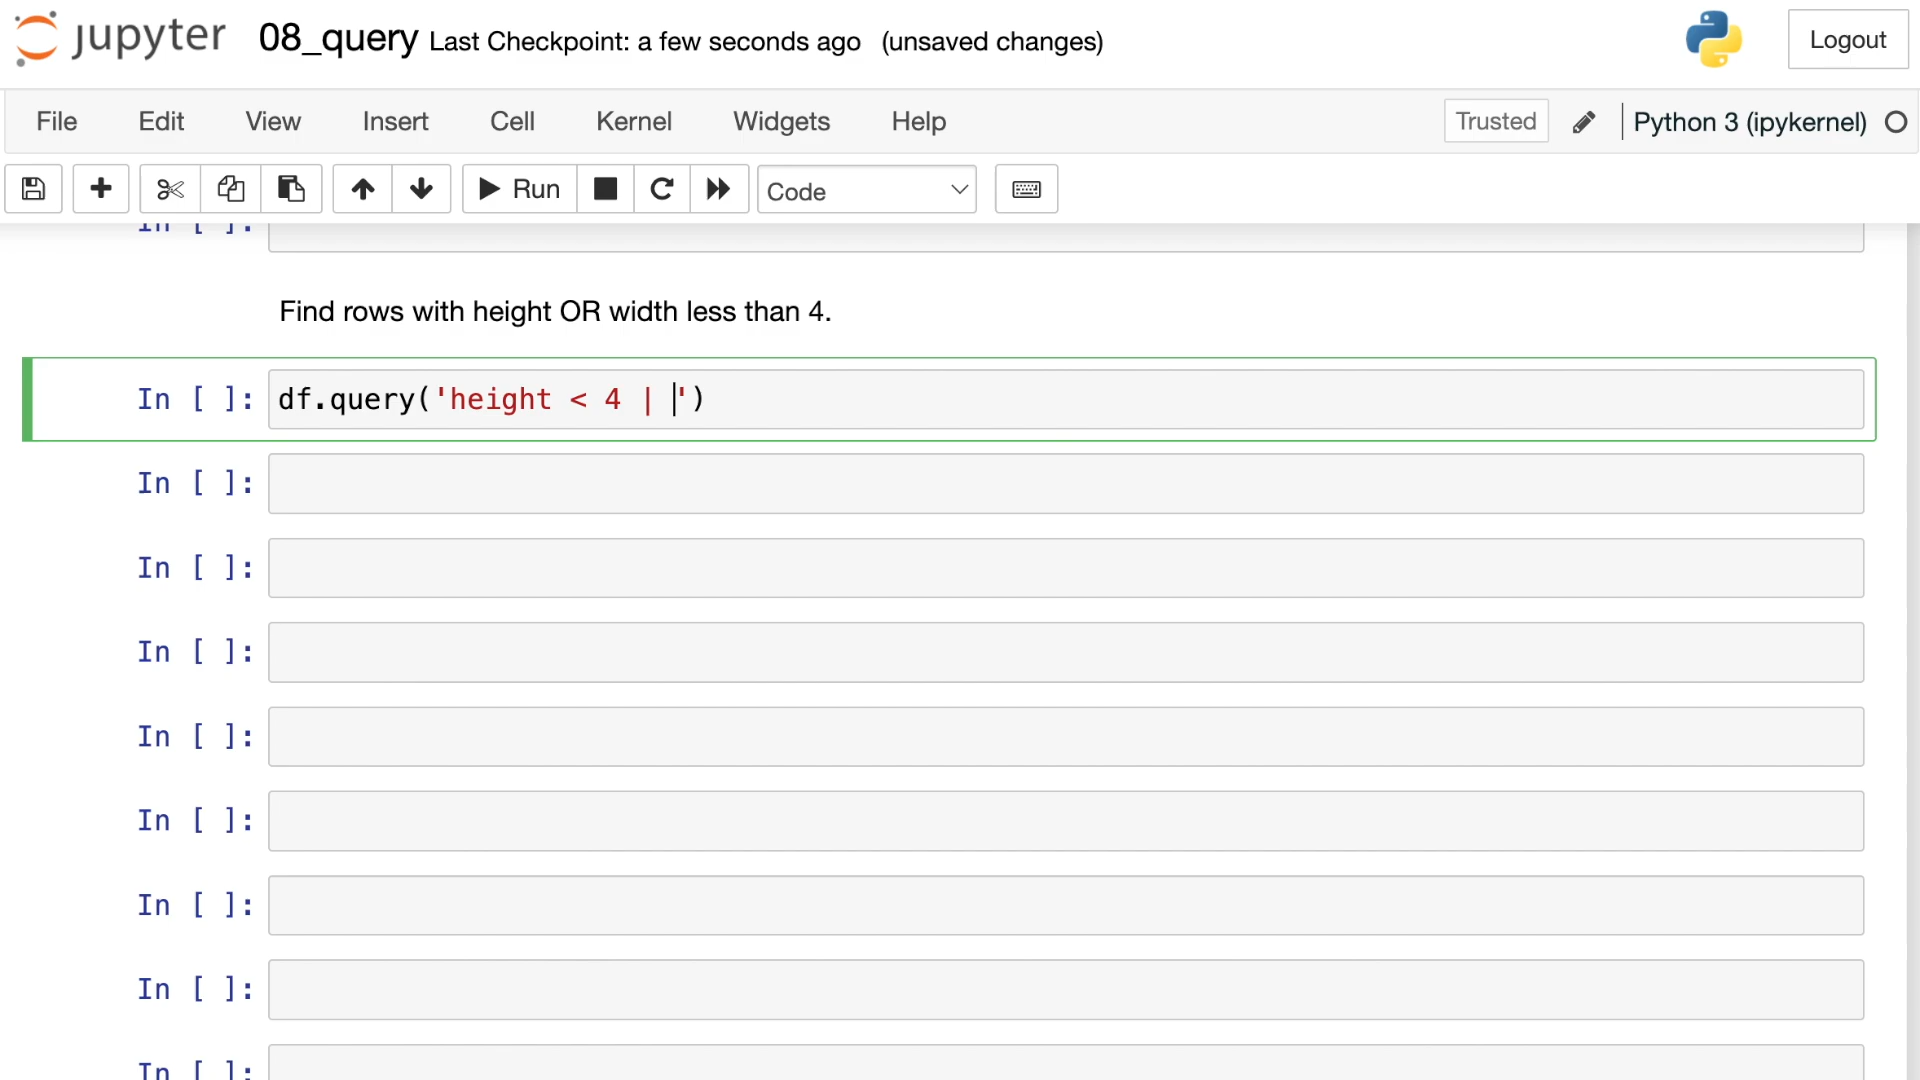 jupyter 08_query Last Checkpoint: a few seconds ago (unsaved changes) Logout
File Edit View Insert Cell Kernel Widgets Help Trusted Python 3 (ipykernel)
Run Code
In [ ]:
Find rows with height OR width less than 4.
In [ ]: df.query('height < 4 | ')
In [ ]:
In [ ]:
In [ ]:
In [ ]:
In [ ]:
In [ ]:
In [ ]:
In [ ]: